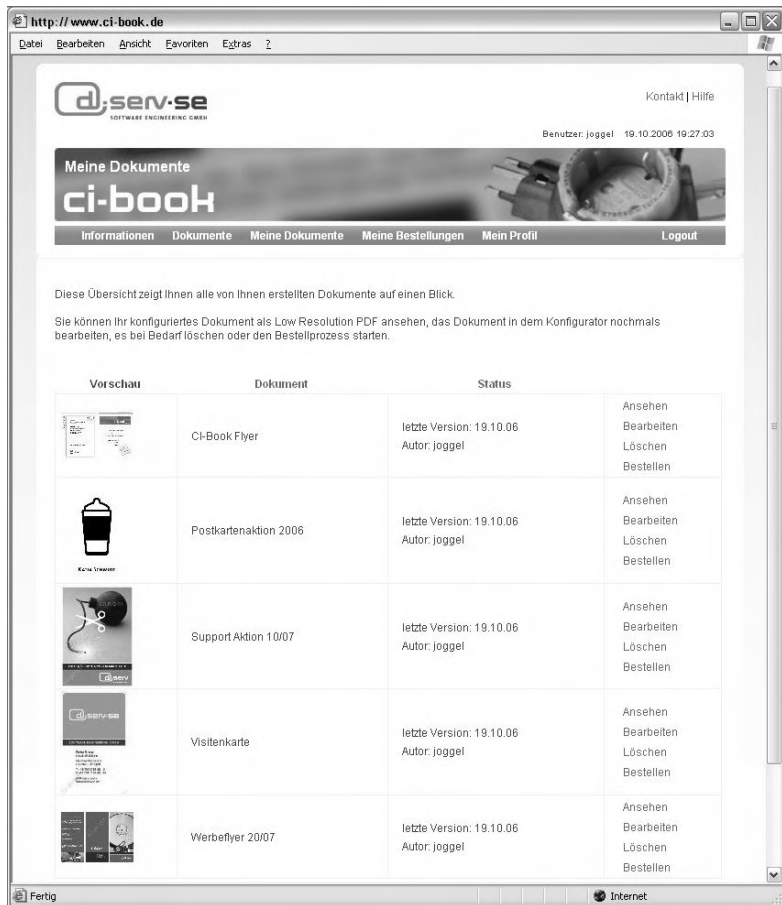 http:// www.ci-book.de
Datei Bearbeiten Ansicht Favoriten Extras ?
d serv-se
SOFTWARE ENGINEERING GMBH
Kontakt | Hilfe
Benutzer: joggel 19.10.2006 19:27:03
Meine Dokumente
ci-book
Informationen Dokumente Meine Dokumente Meine Bestellungen Mein Profil Logout
Diese Übersicht zeigt Ihnen alle von Ihnen erstellten Dokumente auf einen Blick.
Sie können Ihr konfiguriertes Dokument als Low Resolution PDF ansehen, das Dokument in dem Konfigurator nochmals
bearbeiten, es bei Bedarf löschen oder den Bestellprozess starten.
Vorschau Dokument Status
CI-Book Flyer
letzte Version: 19.10.06
Autor: joggel
Ansehen
Bearbeiten
Löschen
Bestellen
Postkartenaktion 2006
letzte Version: 19.10.06
Autor: joggel
Ansehen
Bearbeiten
Löschen
Bestellen
d serv
Support Aktion 10/07
letzte Version: 19.10.06
Autor: joggel
Ansehen
Bearbeiten
Löschen
Bestellen
d serv-se
Visitenkarte
letzte Version: 19.10.06
Autor: joggel
Ansehen
Bearbeiten
Löschen
Bestellen
Werbeflyer 20/07
letzte Version: 19.10.06
Autor: joggel
Ansehen
Bearbeiten
Löschen
Bestellen
Fertig Internet